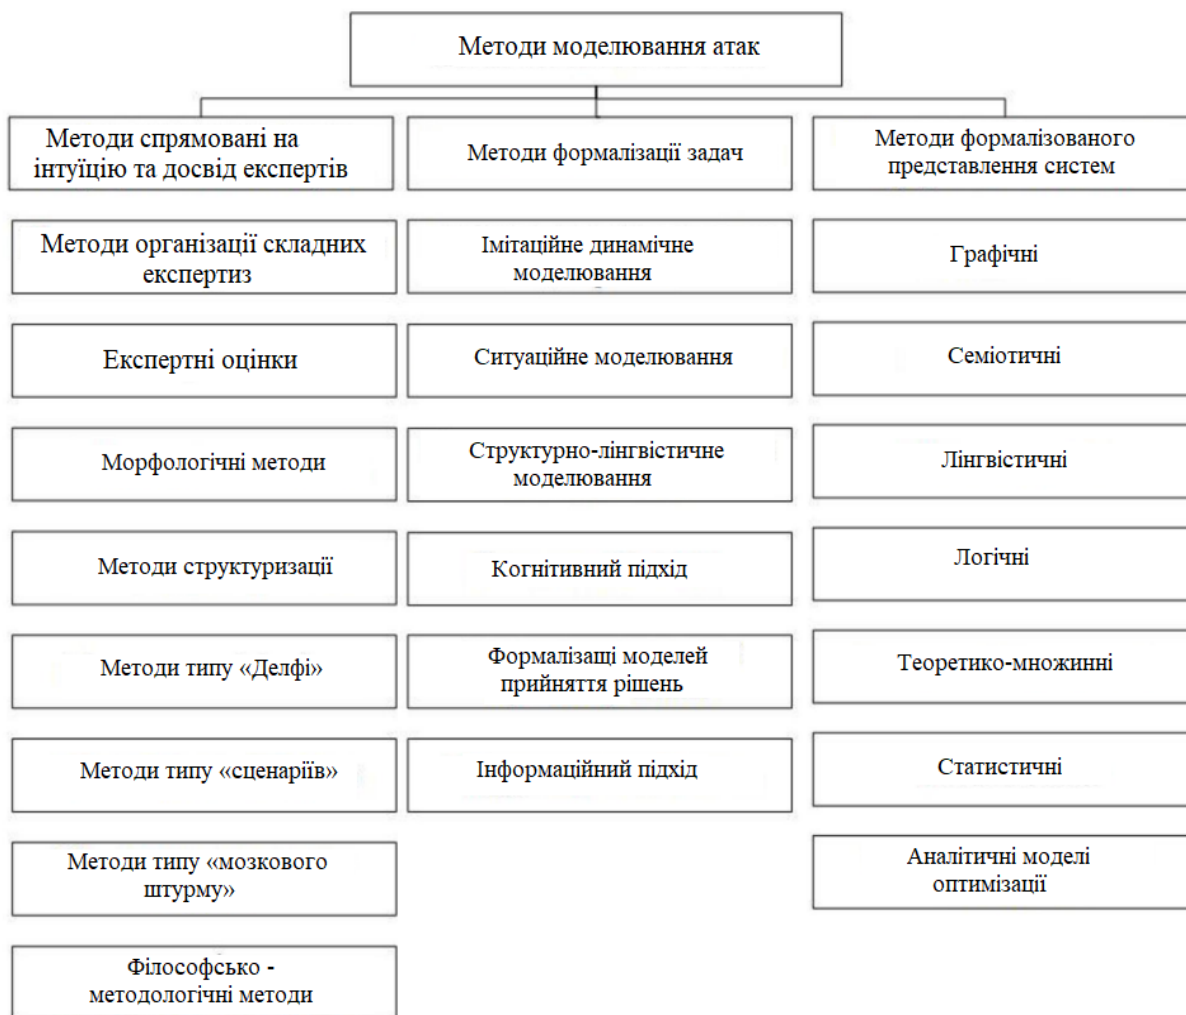 Методи моделювання атак
Методи спрямовані на
інтуїцію та досвід експертів
Методи організації складних
експертиз
Експертні оцінки
Морфологічні методи
Методи структуризації
Методи типу «Делфі»
Методи типу «сценаріїв»
Методи типу «мозкового
штурму»
Філософсько -
методологічні методи
Методи формалізації задач
Імітаційне динамічне
моделювання
Ситуаційне моделювання
Структурно-лінгвістичне
моделювання
Когнітивний підхід
Формалізащі моделей
прийняття рішень
Інформаційний підхід
Методи формалізованого
представлення систем
Графічні
Семіотичні
Лінгвістичні
Логічні
Теоретико-множинні
Статистичні
Аналітичні моделі
оптимізації